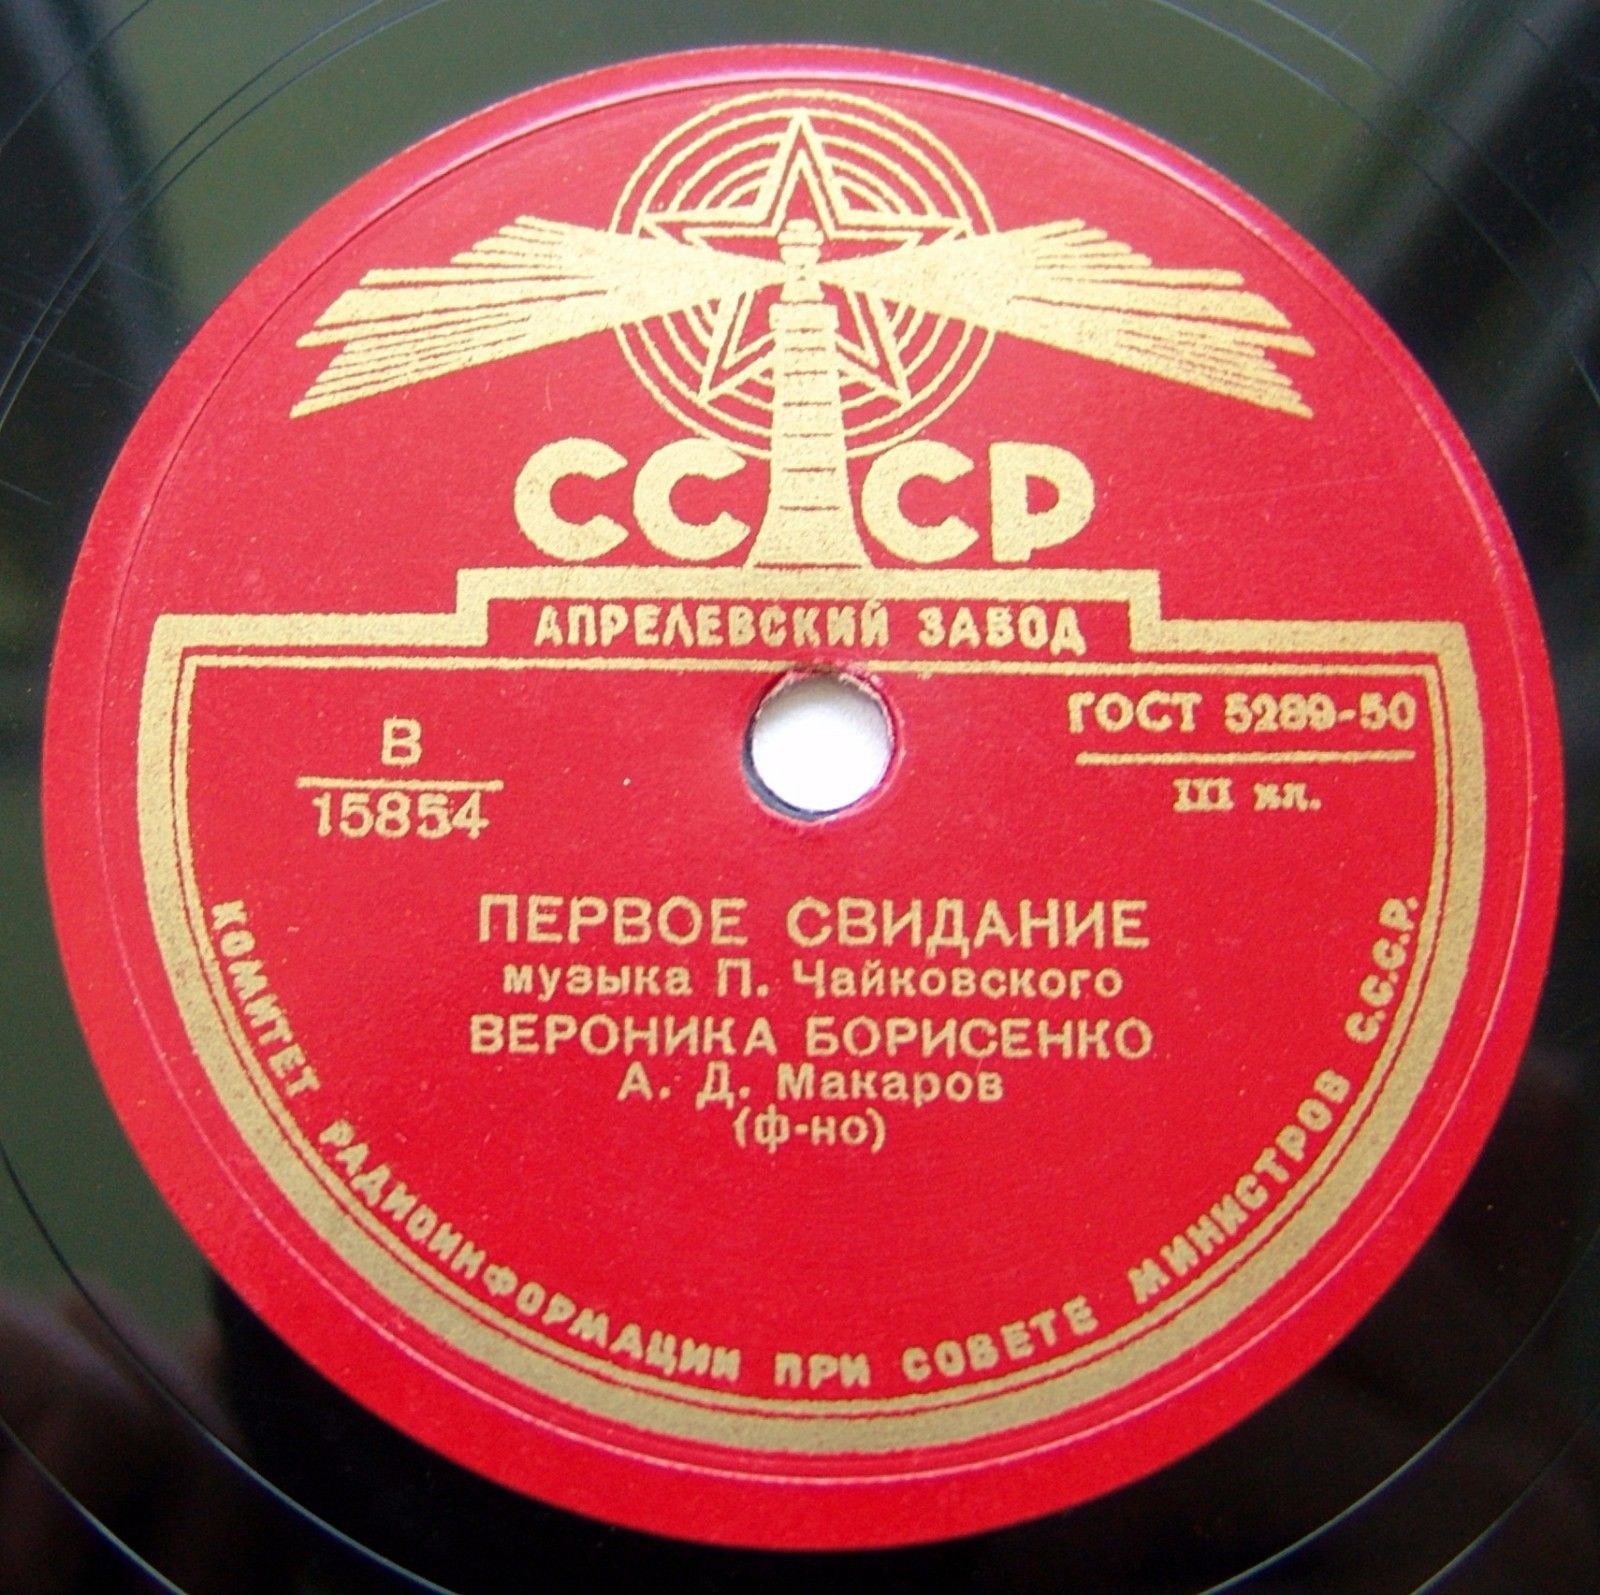 СССР
АПРЕЛЕВСКИЙ ЗАВОД
В
15854
ГОСТ 5289-50
III кл.
ПЕРВОЕ СВИДАНИЕ
музыка П. Чайковского
ВЕРОНИКА БОРИСЕНКО
А. Д. Макаров
(ф-но)
КОМИТЕТ РАДИОИНФОРМАЦИИ ПРИ СОВЕТЕ МИНИСТРОВ С.С.С.Р.